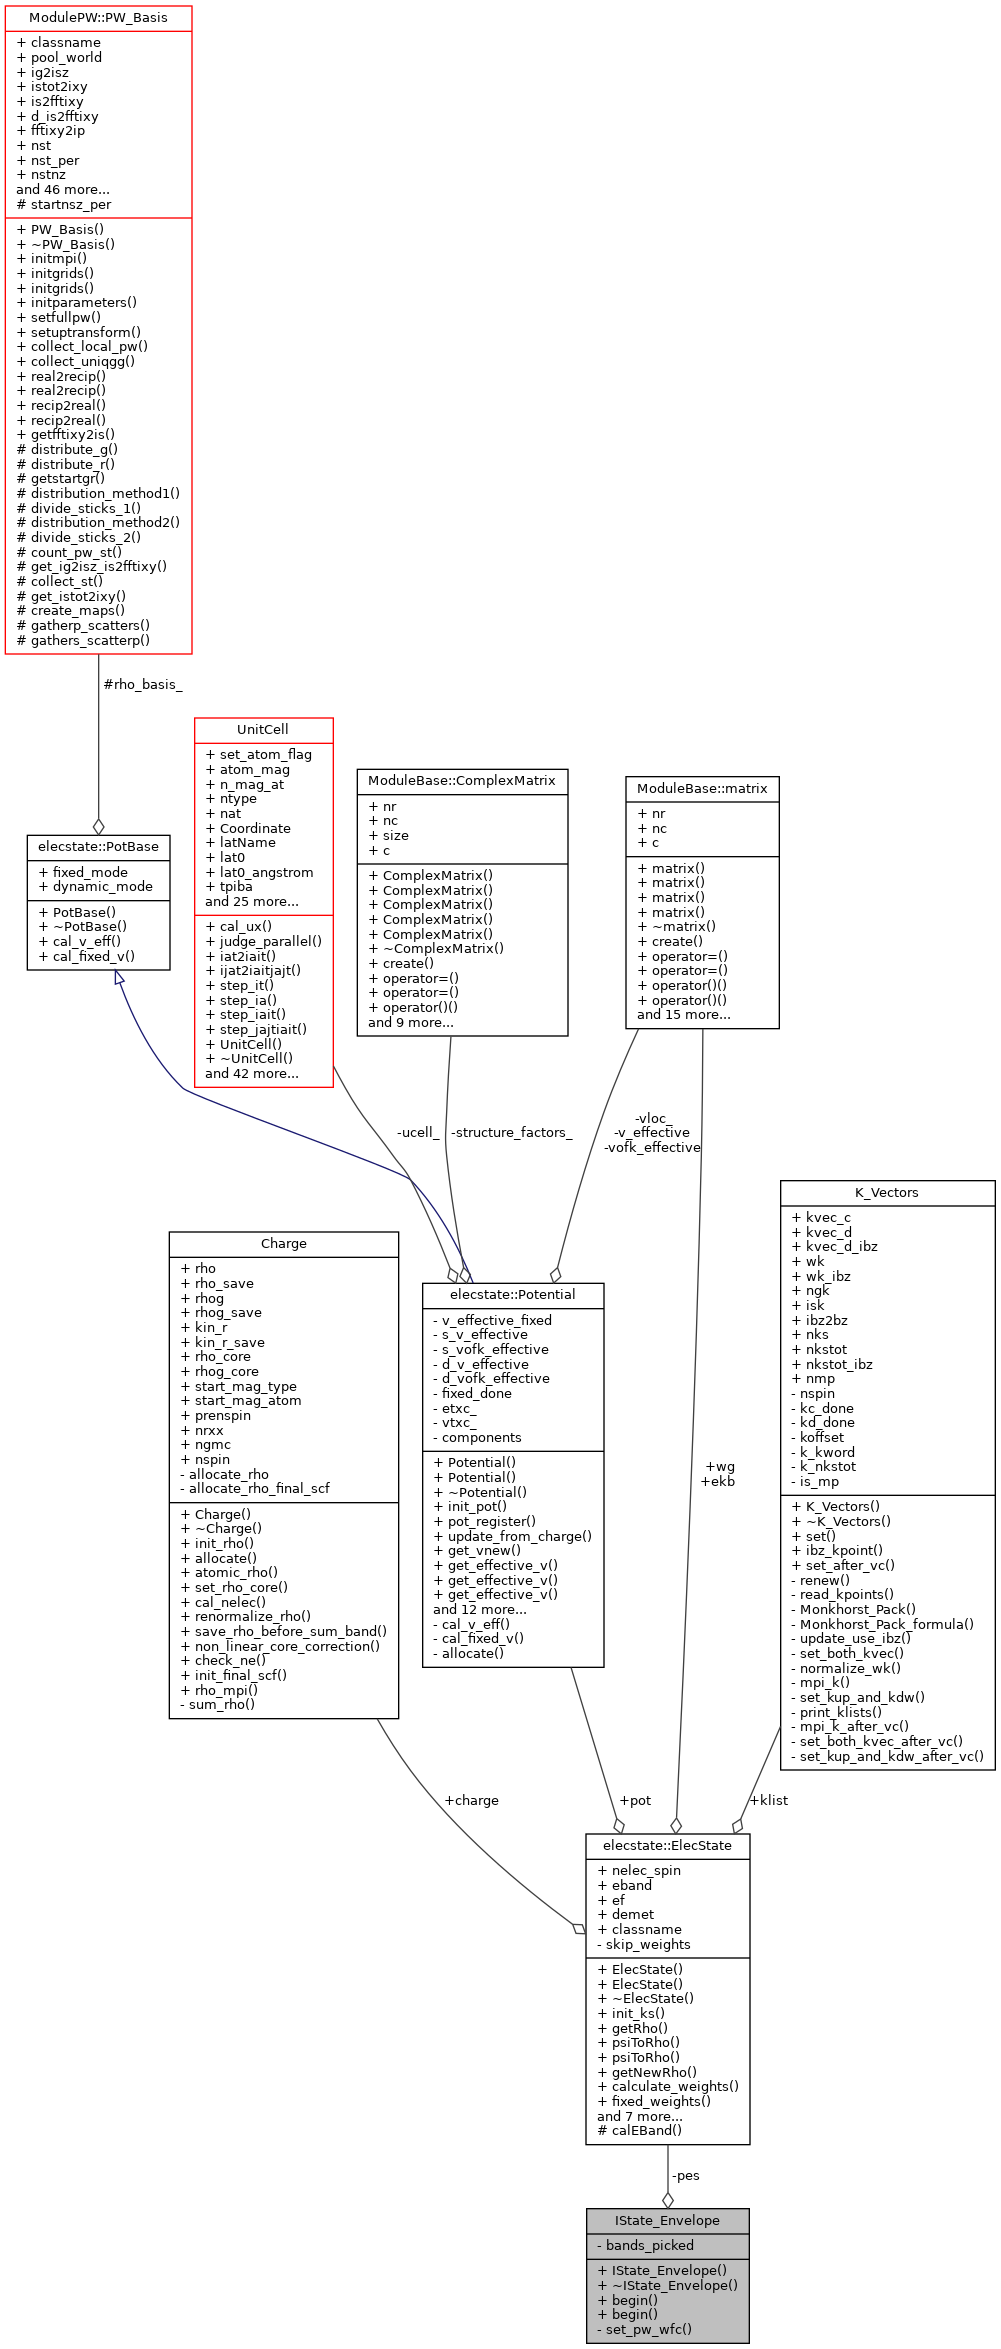 ModulePW::PW_Basis
+ classname
+ pool_world
+ ig2isz
+ istot2ixy
+ is2fftixy
+ d_is2fftixy
+ fftixy2ip
+ nst
+ nst_per
+ nstnz
and 46 more...
# startnsz_per
+ PW_Basis()
+ ~PW_Basis()
+ initmpi()
+ initgrids()
+ initgrids()
+ initparameters()
+ setfullpw()
+ setuptransform()
+ collect_local_pw()
+ collect_uniqgg()
+ real2recip()
+ real2recip()
+ recip2real()
+ recip2real()
+ getfftixy2is()
# distribute_g()
# distribute_r()
# getstartgr()
# distribution_method1()
# divide_sticks_1()
# distribution_method2()
# divide_sticks_2()
# count_pw_st()
# get_ig2isz_is2fftixy()
# collect_st()
# get_istot2ixy()
# create_maps()
# gatherp_scatters()
# gathers_scatterp()
#rho_basis_
elecstate::PotBase
+ fixed_mode
+ dynamic_mode
+ PotBase()
+ ~PotBase()
+ cal_v_eff()
+ cal_fixed_v()
UnitCell
+ set_atom_flag
+ atom_mag
+ n_mag_at
+ ntype
+ nat
+ Coordinate
+ latName
+ lat0
+ lat0_angstrom
+ tpiba
and 25 more...
+ cal_ux()
+ judge_parallel()
+ iat2iait()
+ ijat2iaitjajt()
+ step_it()
+ step_ia()
+ step_iait()
+ step_jajtiait()
+ UnitCell()
+ ~UnitCell()
and 42 more...
ModuleBase::ComplexMatrix
+ nr
+ nc
+ size
+ c
+ ComplexMatrix()
+ ComplexMatrix()
+ ComplexMatrix()
+ ComplexMatrix()
+ ComplexMatrix()
+ ~ComplexMatrix()
+ create()
+ operator=()
+ operator=()
+ operator()()
and 9 more...
ModuleBase::matrix
+ nr
+ nc
+ c
+ matrix()
+ matrix()
+ matrix()
+ matrix()
+ ~matrix()
+ create()
+ operator=()
+ operator=()
+ operator()()
+ operator()()
and 15 more...
-ucell_
-structure_factors_
-vloc_
-v_effective
-vofk_effective
Charge
+ rho
+ rho_save
+ rhog
+ rhog_save
+ kin_r
+ kin_r_save
+ rho_core
+ rhog_core
+ start_mag_type
+ start_mag_atom
+ prenspin
+ nrxx
+ ngmc
+ nspin
- allocate_rho
- allocate_rho_final_scf
+ Charge()
+ ~Charge()
+ init_rho()
+ allocate()
+ atomic_rho()
+ set_rho_core()
+ cal_nelec()
+ renormalize_rho()
+ save_rho_before_sum_band()
+ non_linear_core_correction()
+ check_ne()
+ init_final_scf()
+ rho_mpi()
- sum_rho()
elecstate::Potential
- v_effective_fixed
- s_v_effective
- s_vofk_effective
- d_v_effective
- d_vofk_effective
- fixed_done
- etxc_
- vtxc_
- components
+ Potential()
+ Potential()
+ ~Potential()
+ init_pot()
+ pot_register()
+ update_from_charge()
+ get_vnew()
+ get_effective_v()
+ get_effective_v()
+ get_effective_v()
and 12 more...
- cal_v_eff()
- cal_fixed_v()
- allocate()
+wg
+ekb
K_Vectors
+ kvec_c
+ kvec_d
+ kvec_d_ibz
+ wk
+ wk_ibz
+ ngk
+ isk
+ ibz2bz
+ nks
+ nkstot
+ nkstot_ibz
+ nmp
- nspin
- kc_done
- kd_done
- koffset
- k_kword
- k_nkstot
- is_mp
+ K_Vectors()
+ ~K_Vectors()
+ set()
+ ibz_kpoint()
+ set_after_vc()
- renew()
- read_kpoints()
- Monkhorst_Pack()
- Monkhorst_Pack_formula()
- update_use_ibz()
- set_both_kvec()
- normalize_wk()
- mpi_k()
- set_kup_and_kdw()
- print_klists()
- mpi_k_after_vc()
- set_both_kvec_after_vc()
- set_kup_and_kdw_after_vc()
+charge
+pot
+klist
elecstate::ElecState
+ nelec_spin
+ eband
+ ef
+ demet
+ classname
- skip_weights
+ ElecState()
+ ElecState()
+ ~ElecState()
+ init_ks()
+ getRho()
+ psiToRho()
+ psiToRho()
+ getNewRho()
+ calculate_weights()
+ fixed_weights()
and 7 more...
# calEBand()
-pes
IState_Envelope
- bands_picked
+ IState_Envelope()
+ ~IState_Envelope()
+ begin()
+ begin()
- set_pw_wfc()